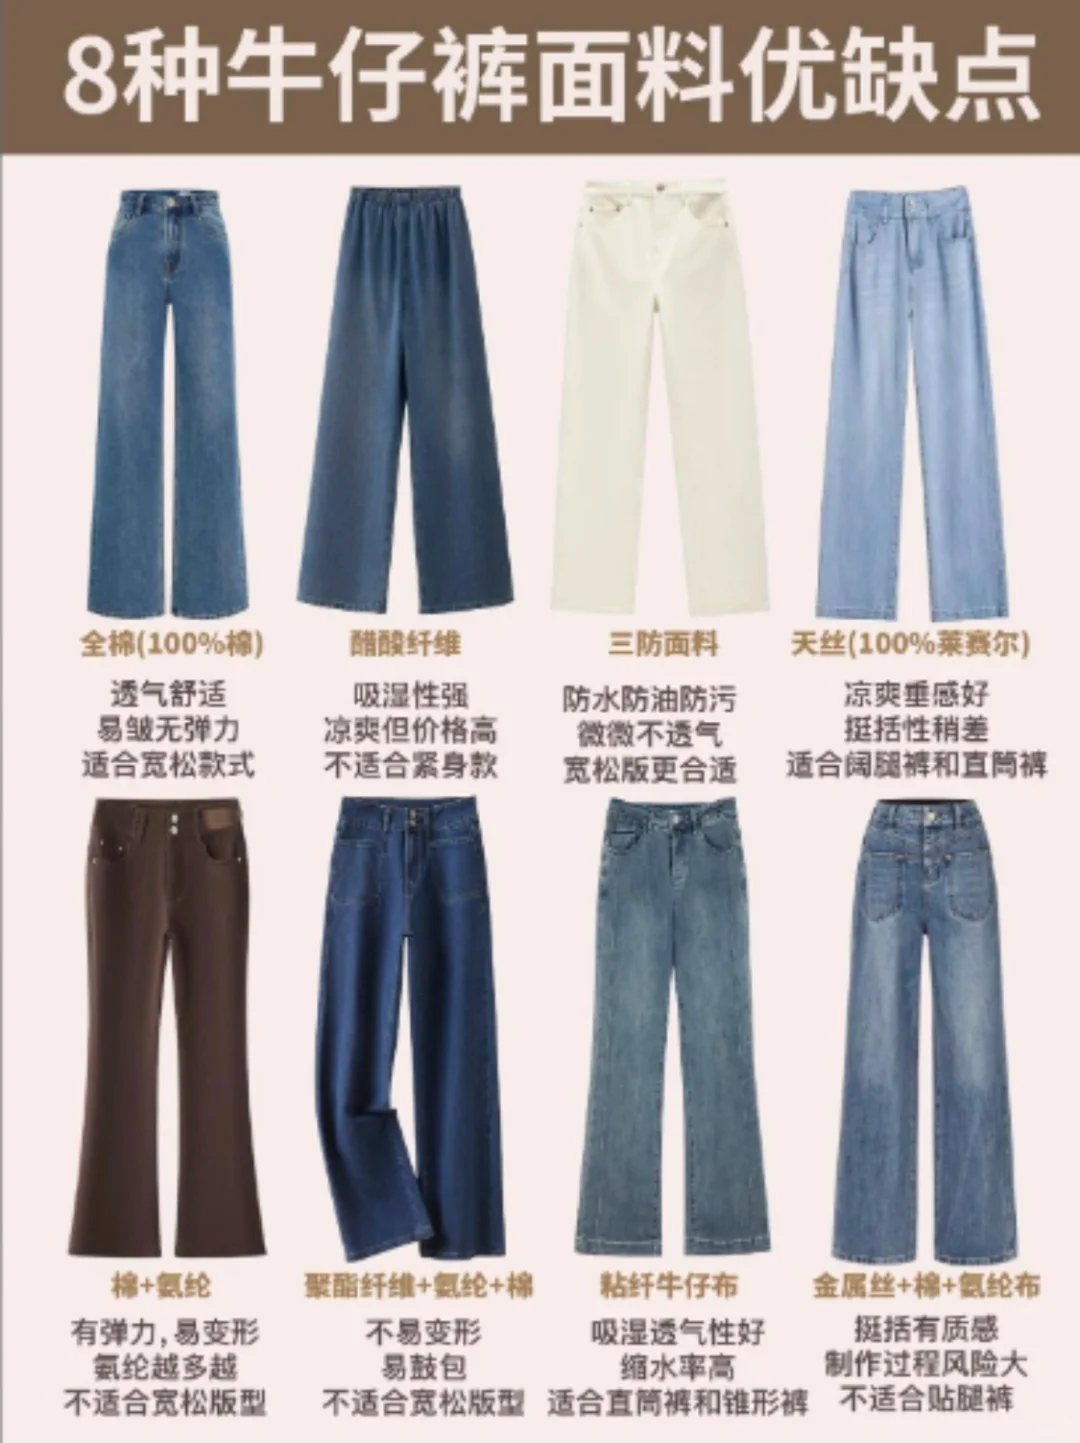 8种牛仔裤面料优缺点
全棉(100%棉)
透气舒适
易皱无弹力
适合宽松款式
醋酸纤维
吸湿性强
凉爽但价格高
不适合紧身款
三防面料
防水防油防污
微微不透气
宽松版更合适
天丝(100%莱赛尔)
凉爽垂感好
挺括性稍差
适合阔腿裤和直筒裤
棉+氨纶
有弹力,易变形
氨纶越多越
不适合宽松版型
聚酯纤维+氨纶+棉
不易变形
易鼓包
不适合宽松版型
粘纤牛仔布
吸湿透气性好
缩水率高
适合直筒裤和锥形裤
金属丝+棉+氨纶布
挺括有质感
制作过程风险大
不适合贴腿裤